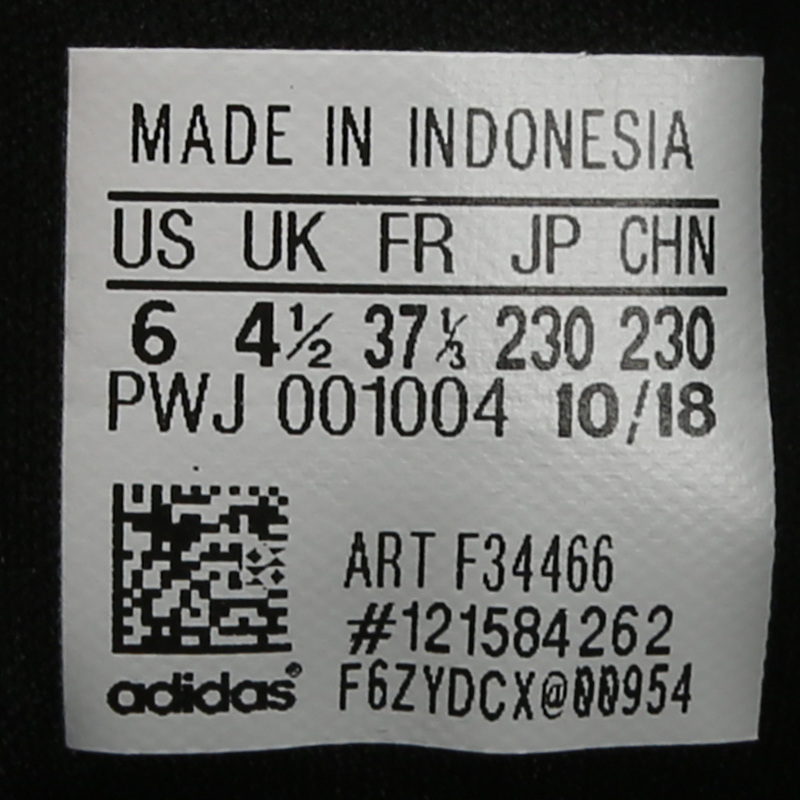 MADE IN INDONESIA
US UK FR JP CHN
6 4½ 37⅓ 230 230
PWJ 001004 10/18
ART F34466
#121584262
adidas® F6ZYDCX@00954